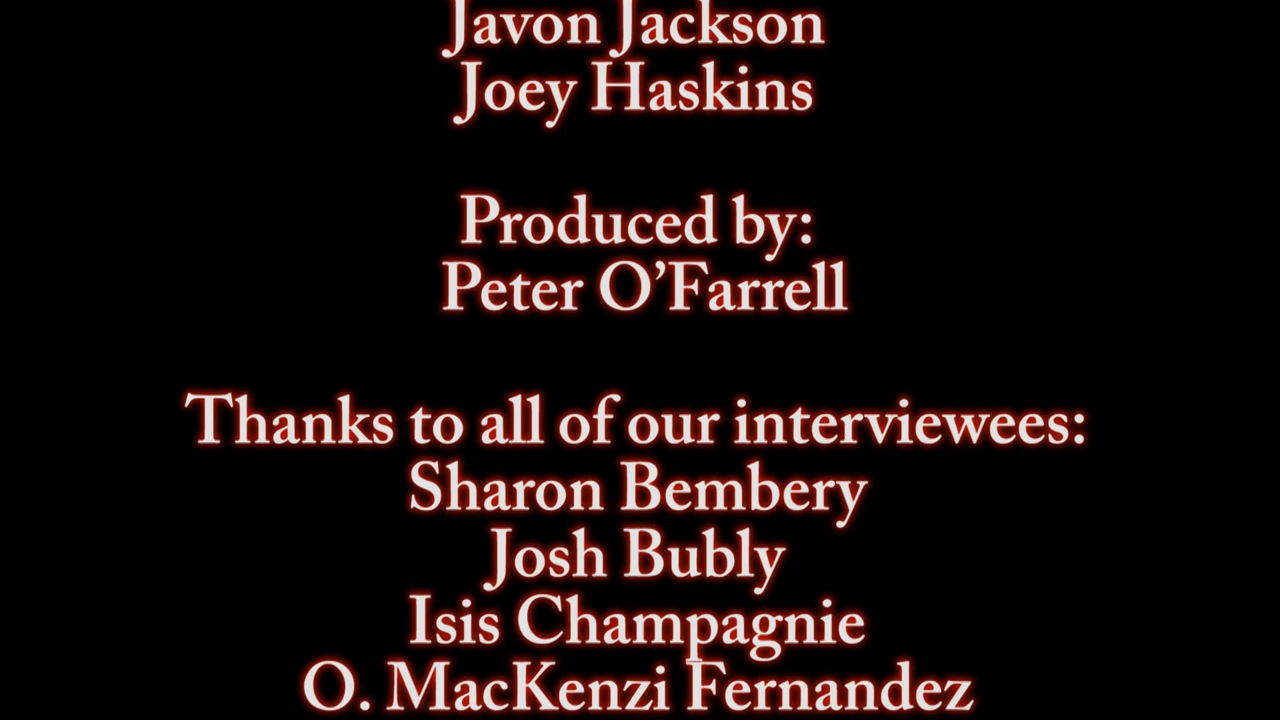 Javon Jackson
Joey Haskins
Produced by:
Peter O’Farrell
Thanks to all of our interviewees:
Sharon Bembery
Josh Bubly
Isis Champagnie
O. MacKenzi Fernandez